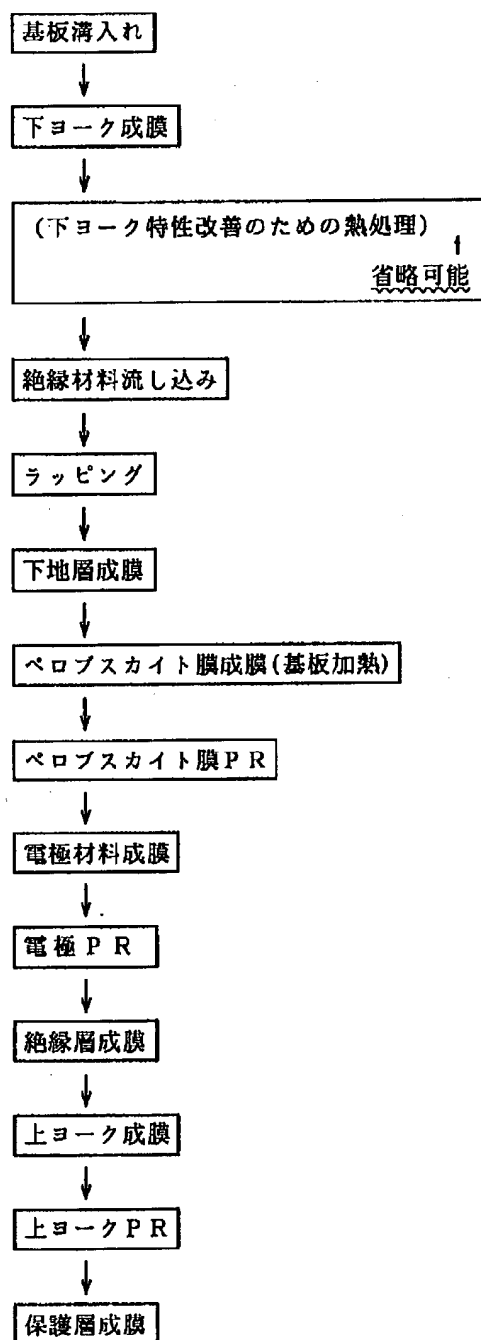 基板溝入れ
下ヨーク成膜
(下ヨーク特性改善のための熱処理)
省略可能
絶縁材料流し込み
ラッピング
下地層成膜
ペロブスカイト膜成膜(基板加熱)
ペロブスカイト膜PR
電極材料成膜
電極PR
絶縁層成膜
上ヨーク成膜
上ヨークPR
保護層成膜